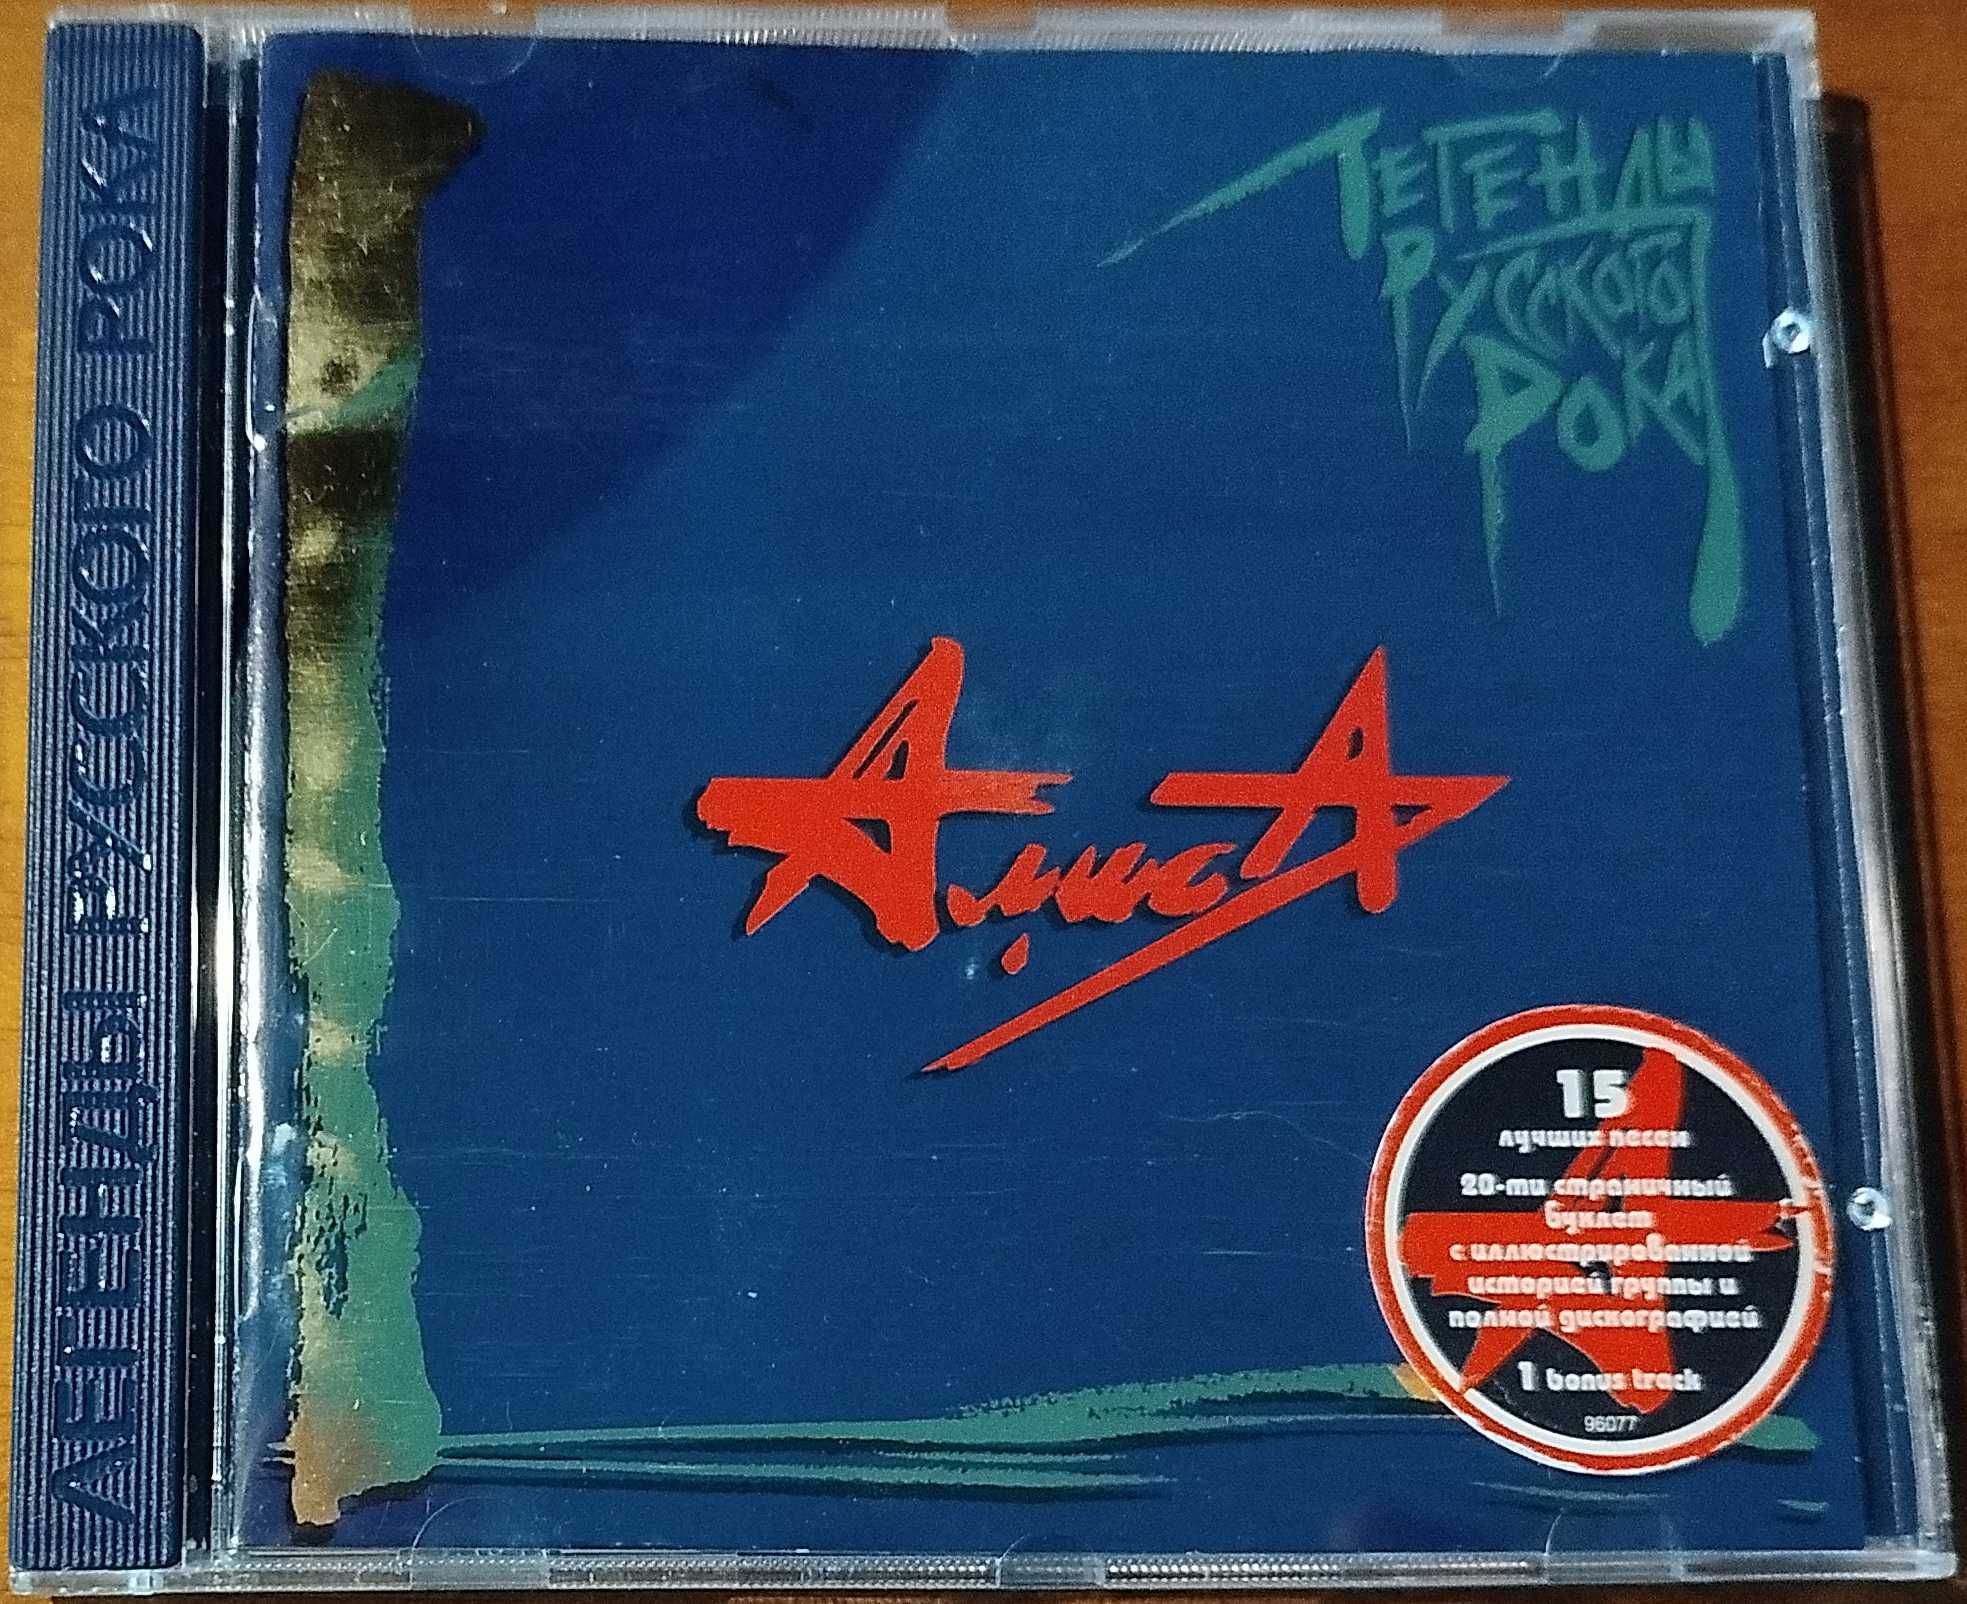 ЛЕГЕНДЫ РУССКОГО РОКА
ЛЕГЕНДЫ
РУССКОГО
РОКА
АлисА
15
лучших песен
20-ти страничный
буклет
с иллюстрированной
историей группы и
полной дискографией
1 bonus track
96077